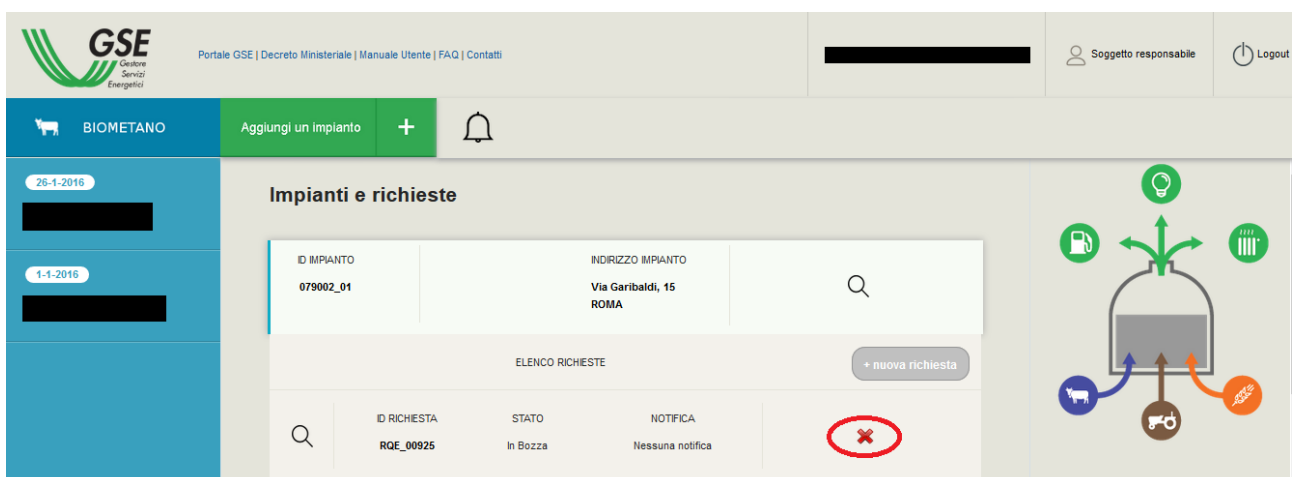 GSE
Gestore
Servizi
Energetici
Portale GSE | Decreto Ministeriale | Manuale Utente | FAQ | Contatti
Soggetto responsabile
Logout
BIOMETANO
Aggiungi un impianto +
26-1-2016
1-1-2016
Impianti e richieste
ID IMPIANTO
079002_01
INDIRIZZO IMPIANTO
Via Garibaldi, 15
ROMA
ELENCO RICHIESTE
+ nuova richiesta
ID RICHIESTA
STATO
NOTIFICA
RQE_00925
In Bozza
Nessuna notifica